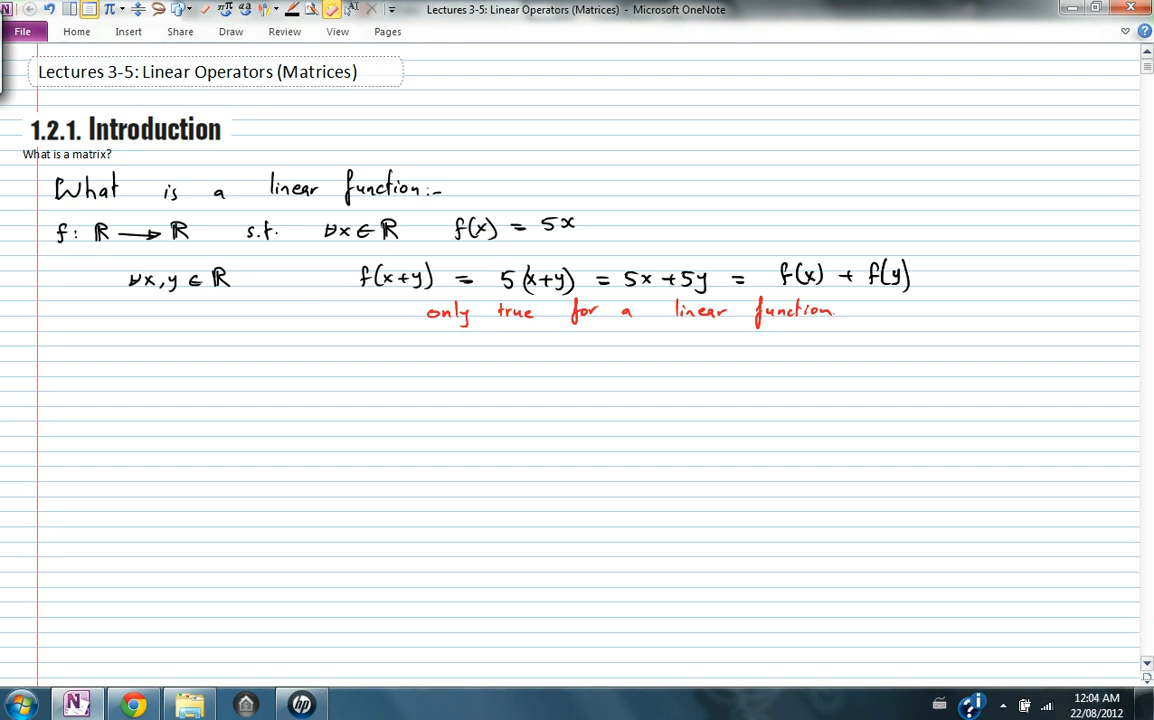 Lectures 3-5: Linear Operators (Matrices) - Microsoft OneNote
File Home Insert Share Draw Review View Pages
Lectures 3-5: Linear Operators (Matrices)
1.2.1. Introduction
What is a matrix?
What is a linear function:-
f: ℝ → ℝ s.t. ∀x ∈ ℝ f(x) = 5x
∀x,y ∈ ℝ f(x+y) = 5(x+y) = 5x+5y = f(x) + f(y)
only true for a linear function.
12:04 AM
22/08/2012